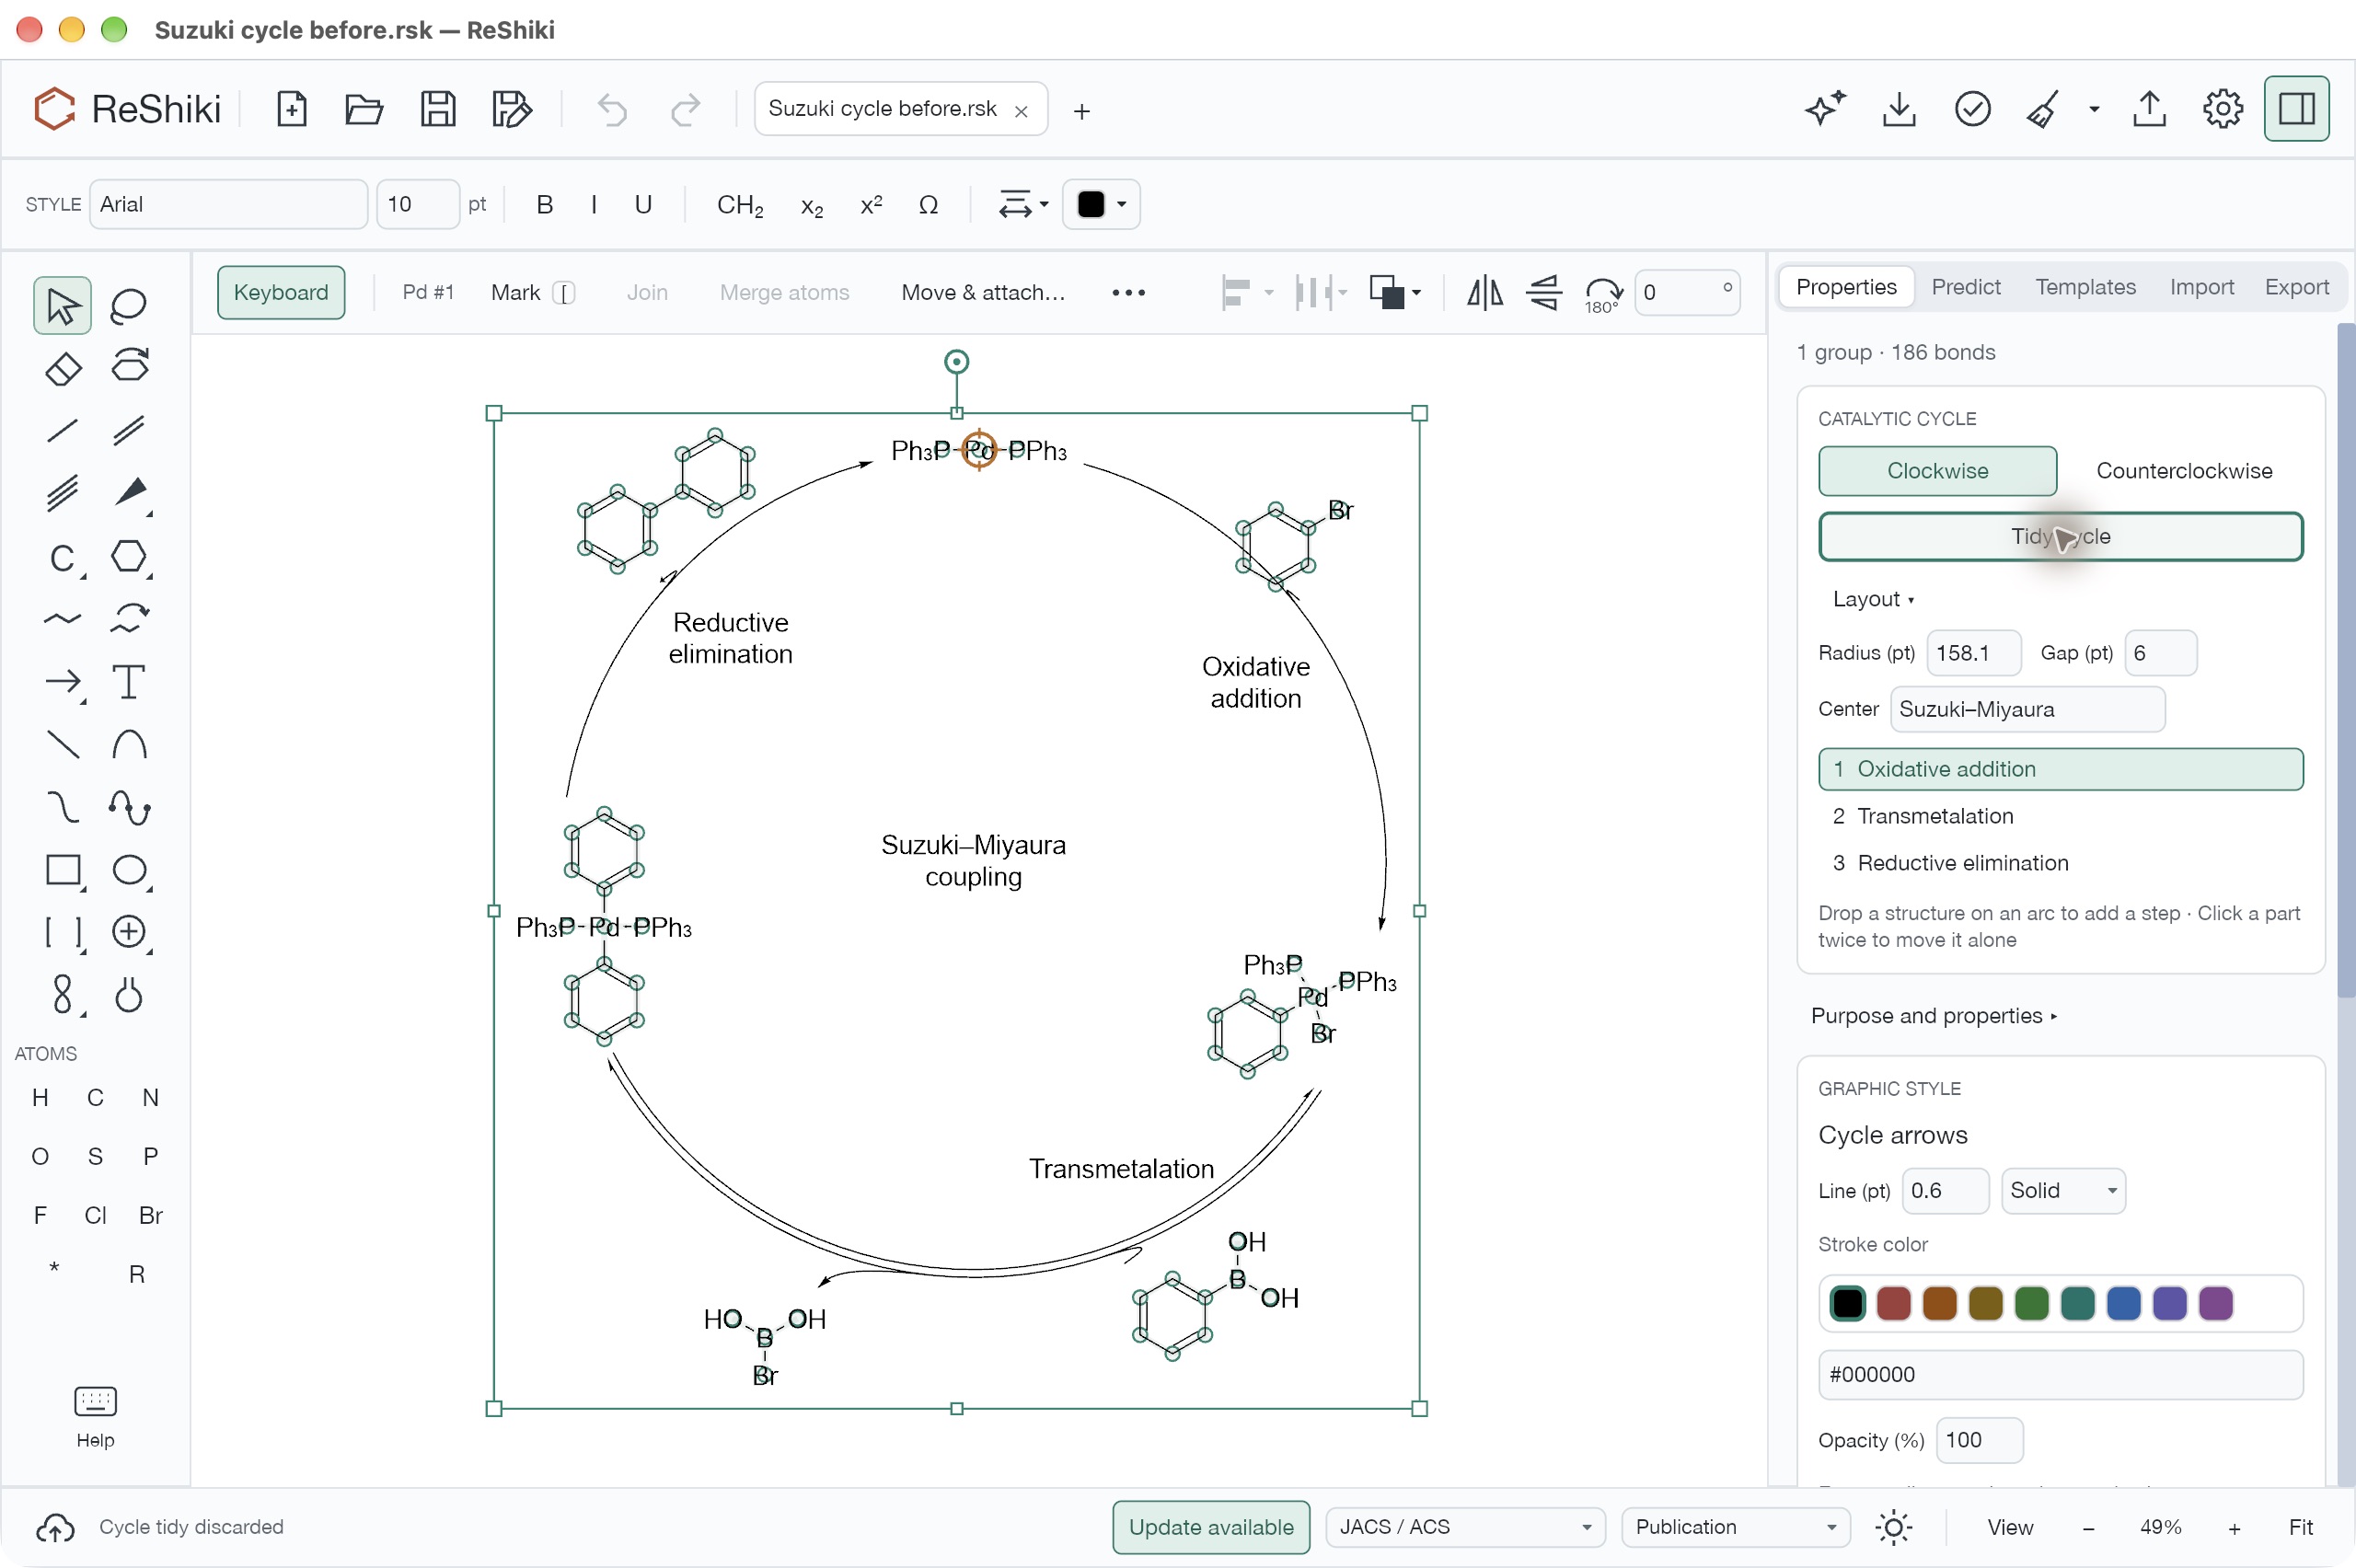 Suzuki cycle before.rsk — ReShiki
ReShiki
Suzuki cycle before.rsk ×
+
STYLE Arial 10 pt B I U CH₂ x₂ x² Ω
Keyboard Pd #1 Mark [ Join Merge atoms Move & attach... ••• 180° 0 °
Properties Predict Templates Import Export
1 group · 186 bonds
CATALYTIC CYCLE
Clockwise Counterclockwise
Layout
Radius (pt) 158.1 Gap (pt) 6
Center Suzuki–Miyaura
1 Oxidative addition
2 Transmetalation
3 Reductive elimination
Drop a structure on an arc to add a step · Click a part
twice to move it alone
Purpose and properties
GRAPHIC STYLE
Cycle arrows
Line (pt) 0.6 Solid
Stroke color
#000000
Opacity (%) 100
C
T
[ ]
ATOMS
H C N
O S P
F Cl Br
* R
Help
Ph₃P Pd PPh₃
Br
Reductive
elimination
Oxidative
addition
Suzuki–Miyaura
coupling
Ph₃P Pd PPh₃
Ph₃P
PPh₃
Pd
Br
Transmetalation
OH
B
OH
HO OH
B
Br
Cycle tidy discarded
Update available JACS / ACS Publication View − 49% + Fit